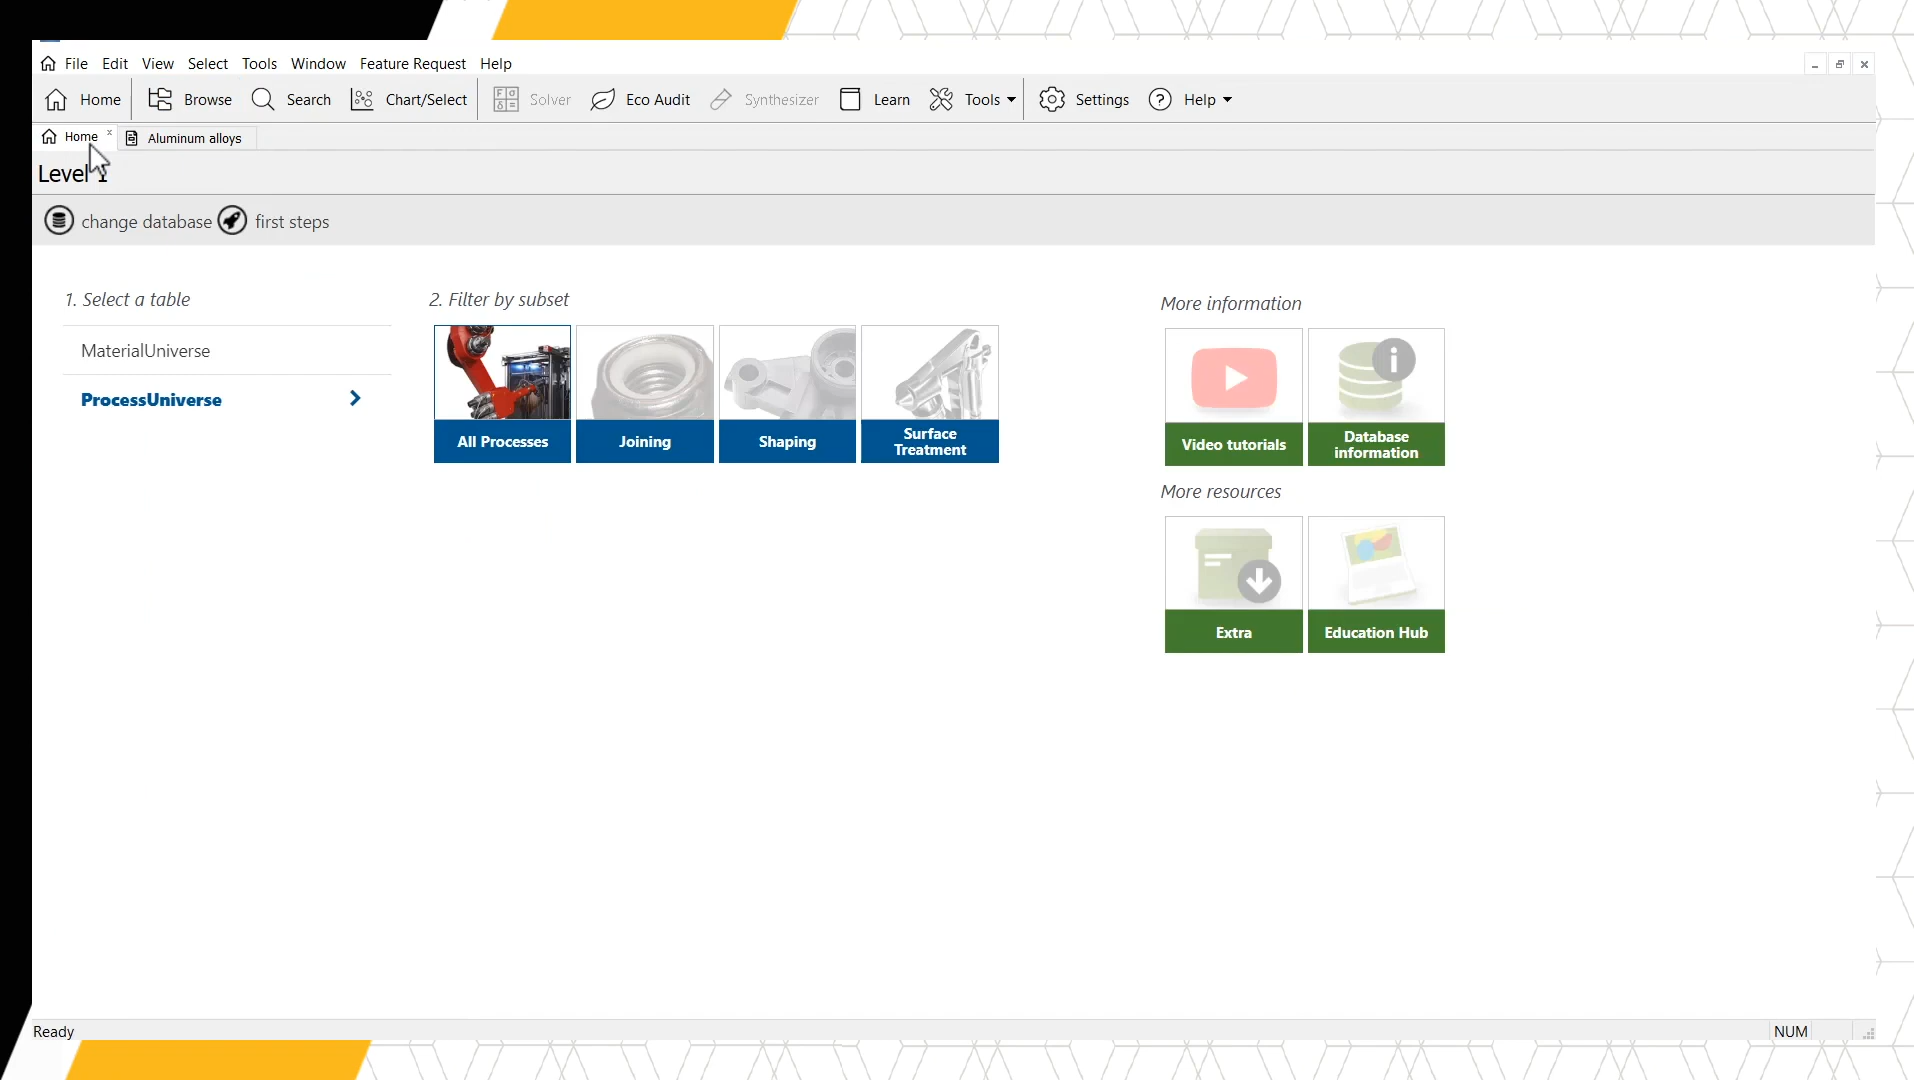 File Edit View Select Tools Window Feature Request Help
Home Browse Search Chart/Select Solver Eco Audit Synthesizer Learn Tools Settings Help
Home Aluminum alloys
Level 1
change database first steps
1. Select a table
2. Filter by subset
More information
MaterialUniverse
ProcessUniverse
All Processes
Joining
Shaping
Surface
Treatment
Video tutorials
Database
information
More resources
Extra
Education Hub
Ready
NUM